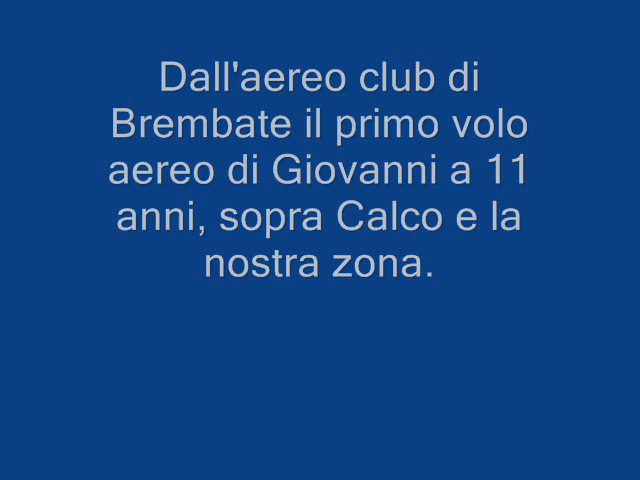 Dall'aereo club di
Brembate il primo volo
aereo di Giovanni a 11
anni, sopra Calco e la
nostra zona.